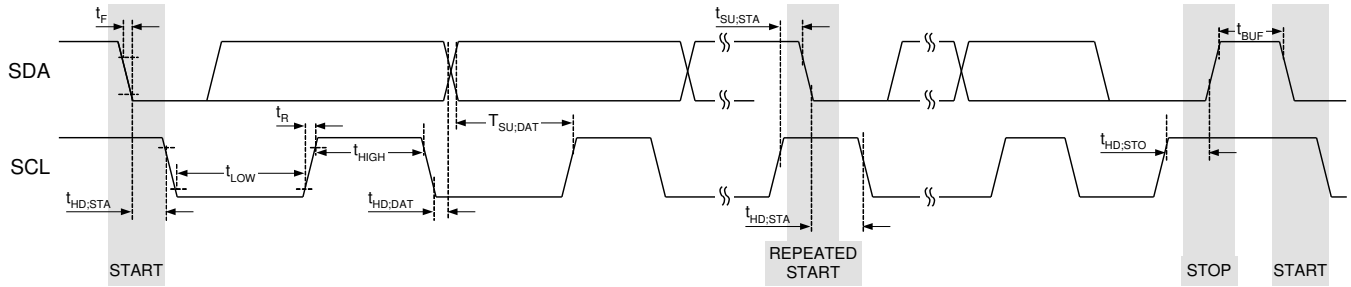 tF
tSU;STA
tBUF
SDA
tR
TSU;DAT
tHIGH
tHD;STO
SCL
tLOW
tHD;STA
tHD;DAT
tHD;STA
START
REPEATED
START
STOP
START